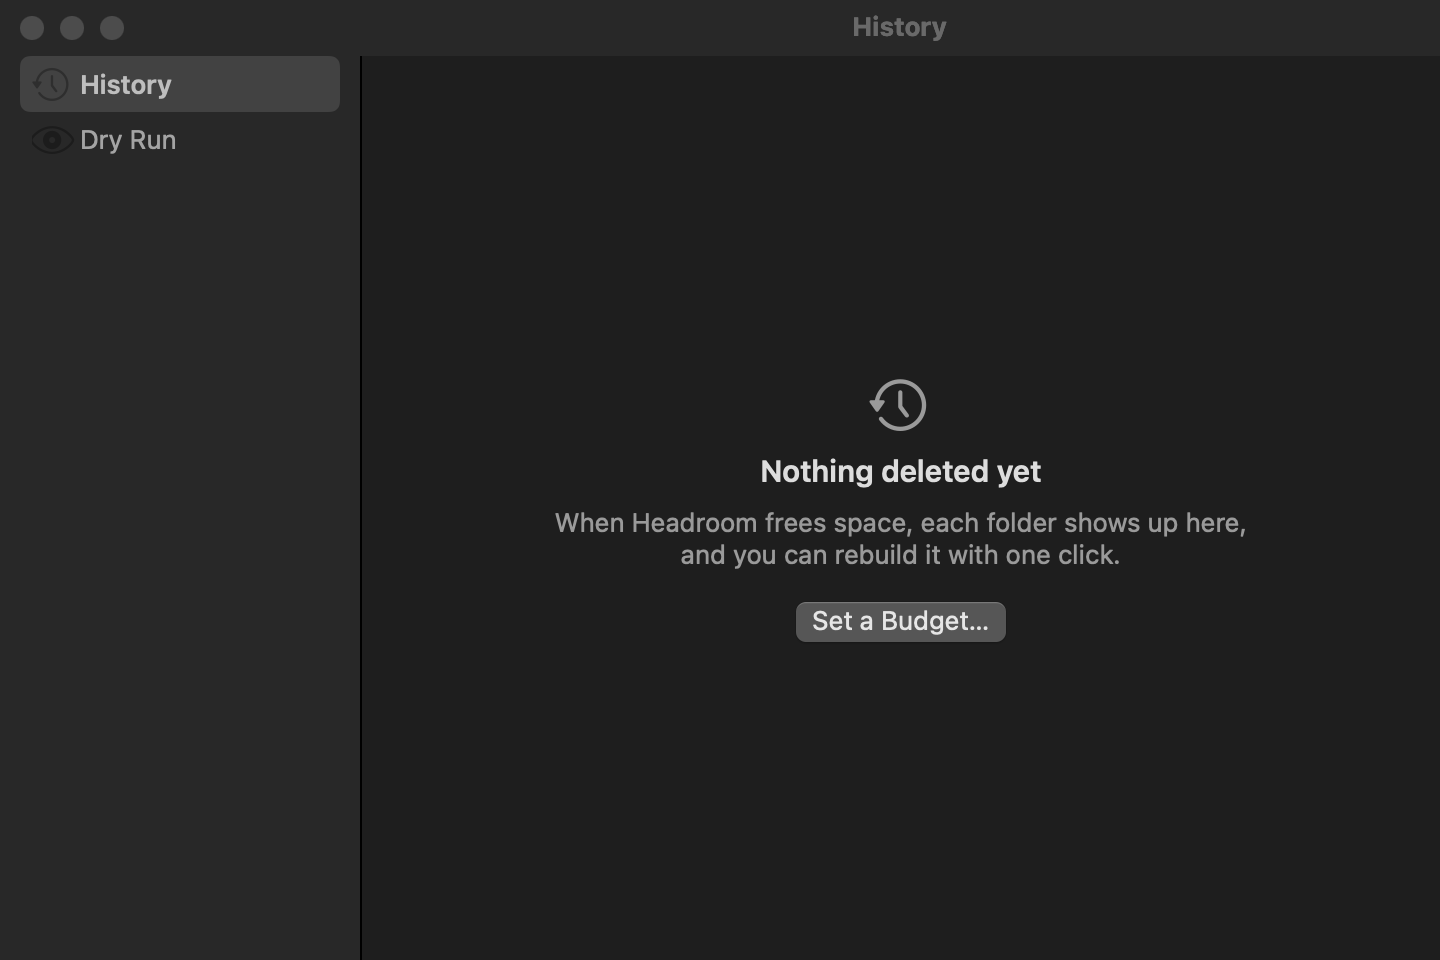 History
History
Dry Run
Nothing deleted yet
When Headroom frees space, each folder shows up here,
and you can rebuild it with one click.
Set a Budget...